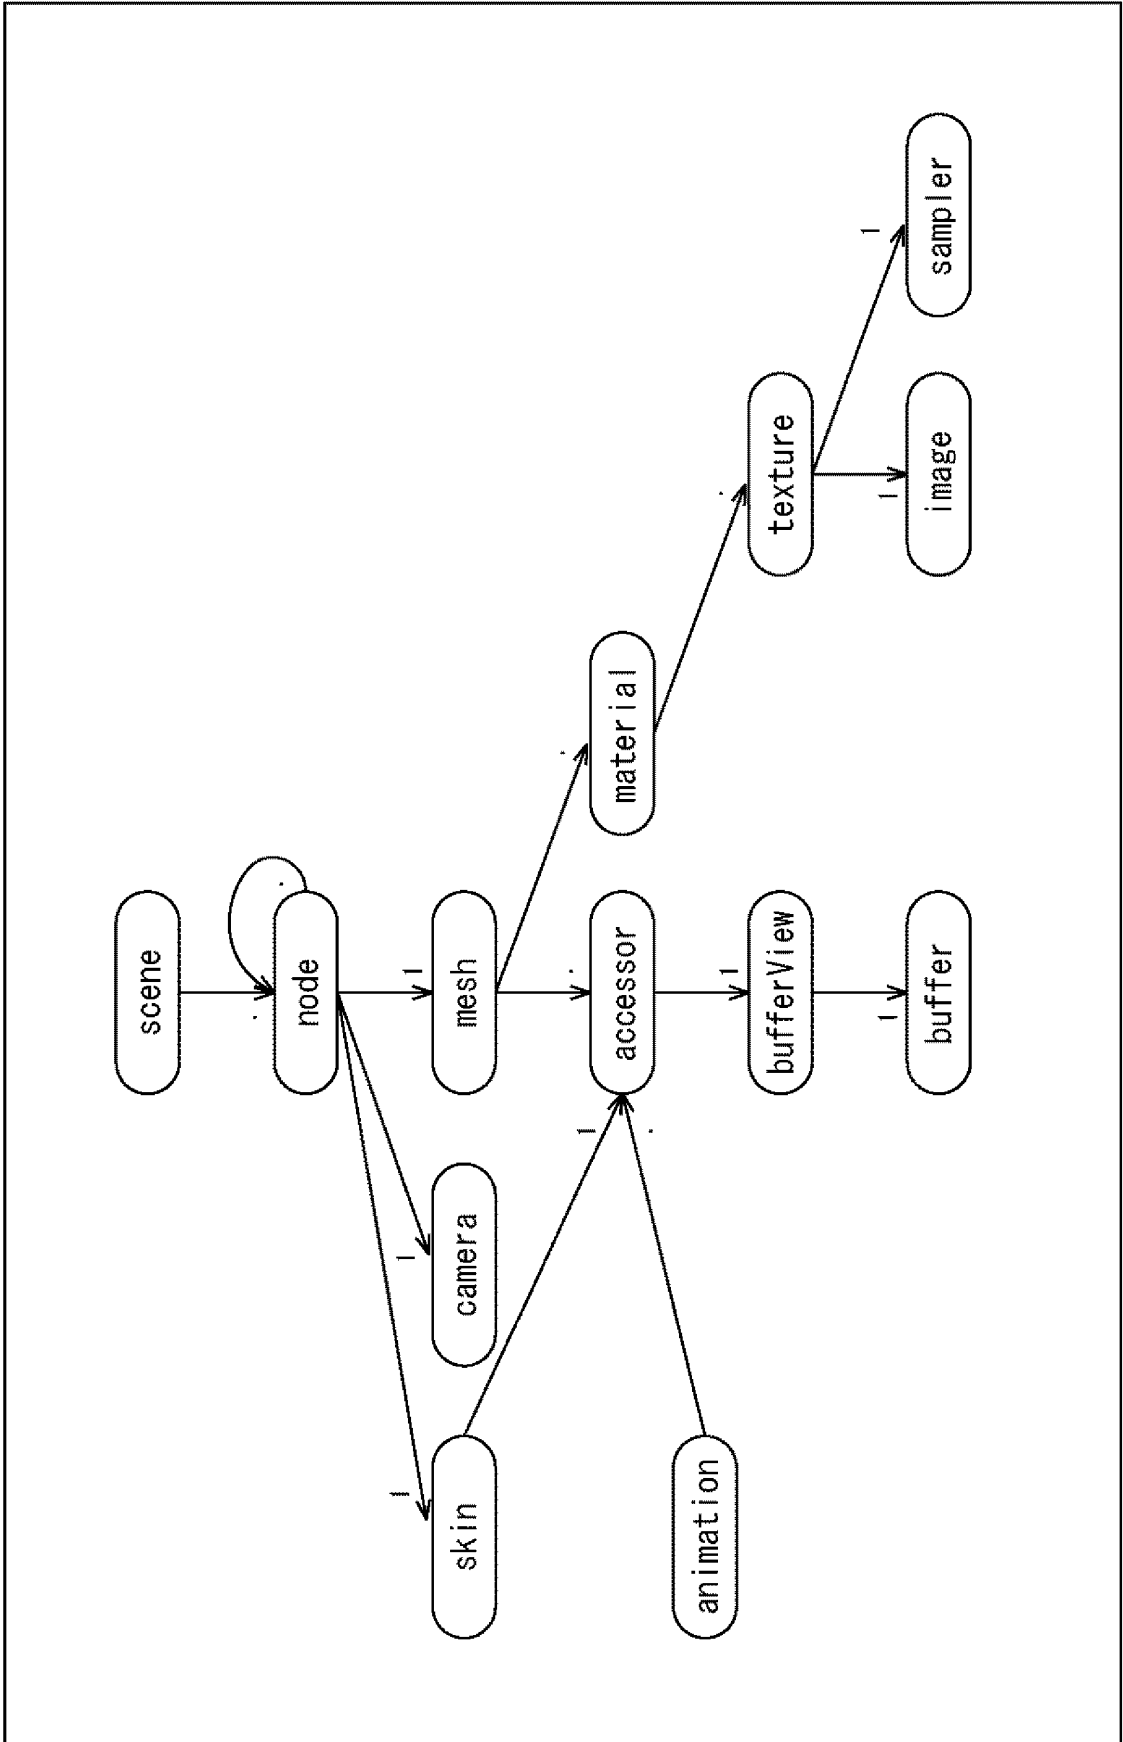 scene
node
1
skin
1
camera
1
mesh
1
.
accessor
material
animation
1
bufferView
texture
1
buffer
1
image
1
sampler